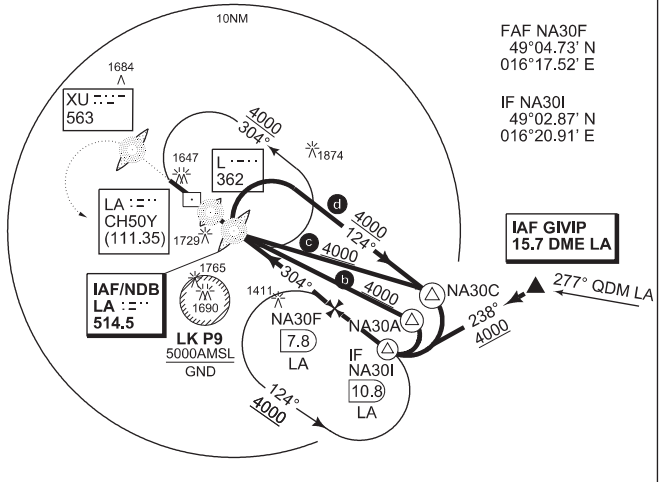 10NM
FAF NA30F
49°04.73' N
016°17.52' E
IF NA30I
49°02.87' N
016°20.91' E
1684
XU
563
4000
304°
1874
1647
L
362
LA
CH50Y
(111.35)
1729
d
4000
124°
c
4000
b
4000
IAF GIVIP
15.7 DME LA
277° QDM LA
NA30C
238°
4000
IAF/NDB
LA
514.5
1765
1690
LK P9
5000AMSL
GND
304°
1411
NA30F
7.8
LA
NA30A
IF
NA30I
10.8
LA
124°
4000